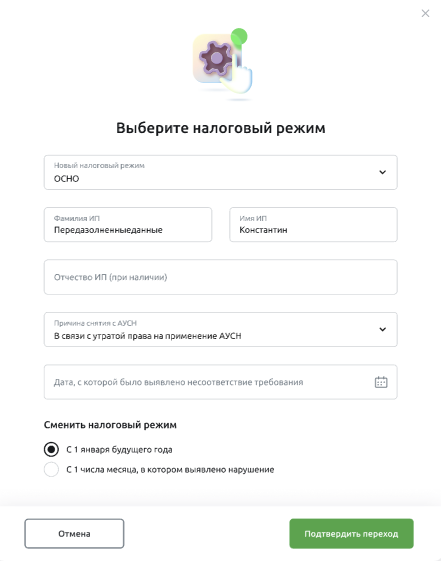 Выберите налоговый режим
Новый налоговый режим
ОСНО
Фамилия ИП
Передазолненныеданные
Имя ИП
Константин
Отчество ИП (при наличии)
Причина снятия с АУСН
В связи с утратой права на применение АУСН
Дата, с которой было выявлено несоответствие требования
Сменить налоговый режим
С 1 января будущего года
С 1 числа месяца, в котором выявлено нарушение
Отмена
Подтвердить переход